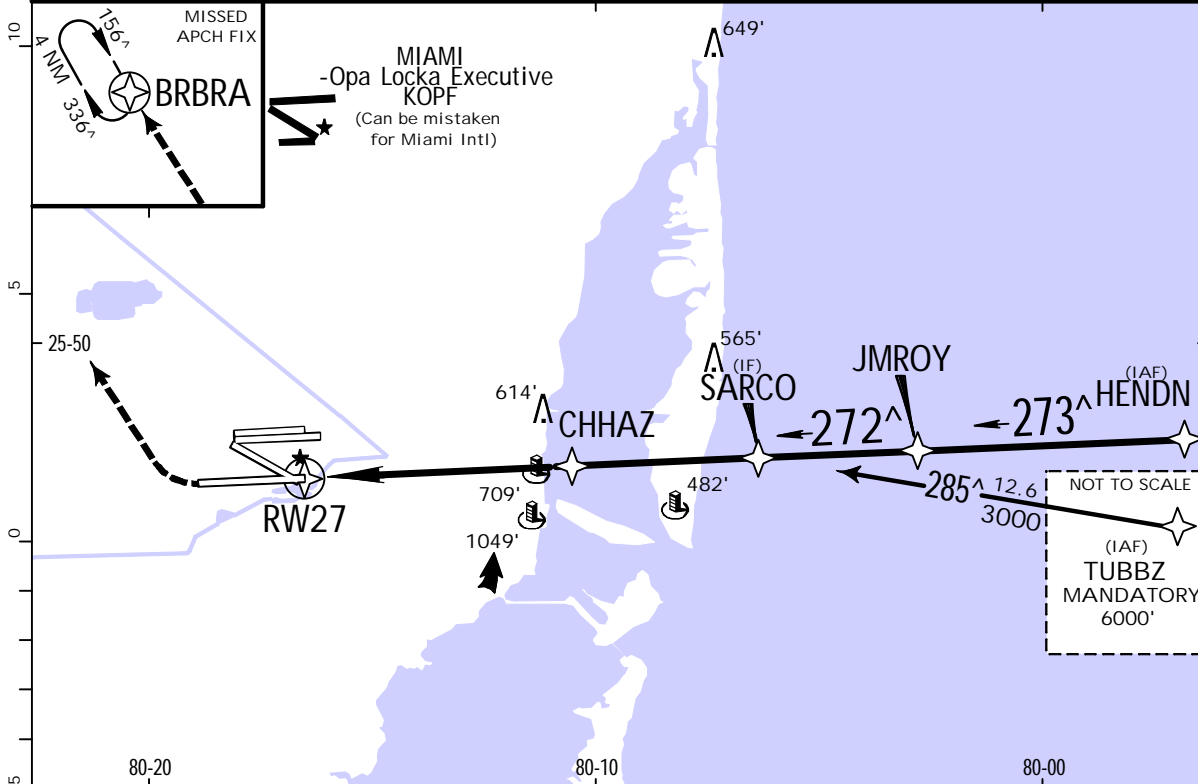 MISSED
APCH FIX
156^
4 NM
336^
BRBRA
MIAMI
-Opa Locka Executive
KOPF
(Can be mistaken
for Miami Intl)
649'
10
5
0
5
25-50
565'
(IF)
SARCO
JMROY
(IAF)
HENDN
614'
CHHAZ
272^
273^
709'
482'
285^
12.6
3000
NOT TO SCALE
(IAF)
TUBBZ
MANDATORY
6000'
RW27
1049'
80-20
80-10
80-00